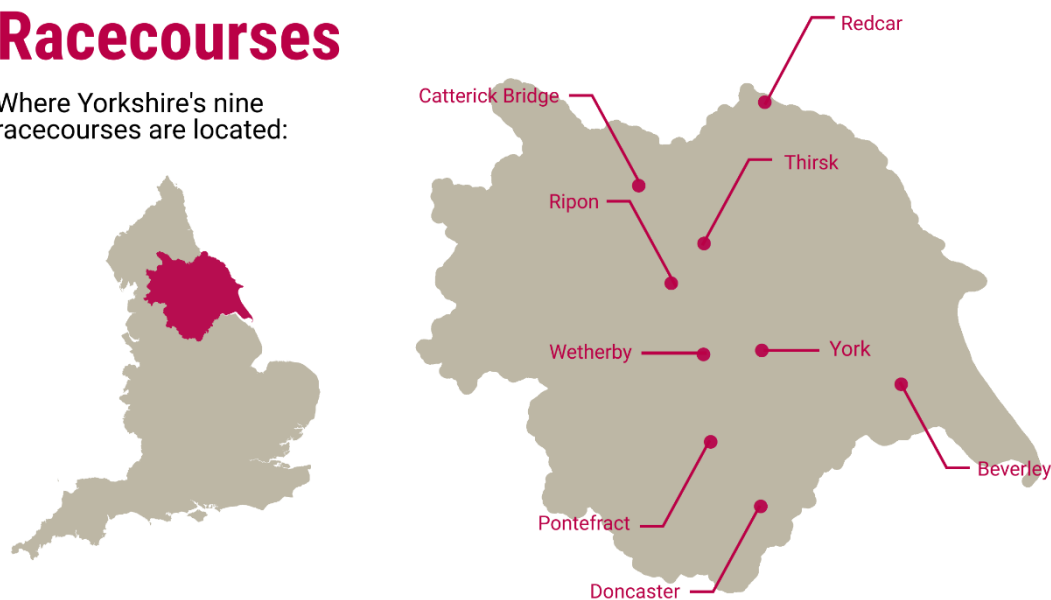 Racecourses
Where Yorkshire's nine
racecourses are located:
Redcar
Catterick Bridge
Thirsk
Ripon
Wetherby
York
Beverley
Pontefract
Doncaster